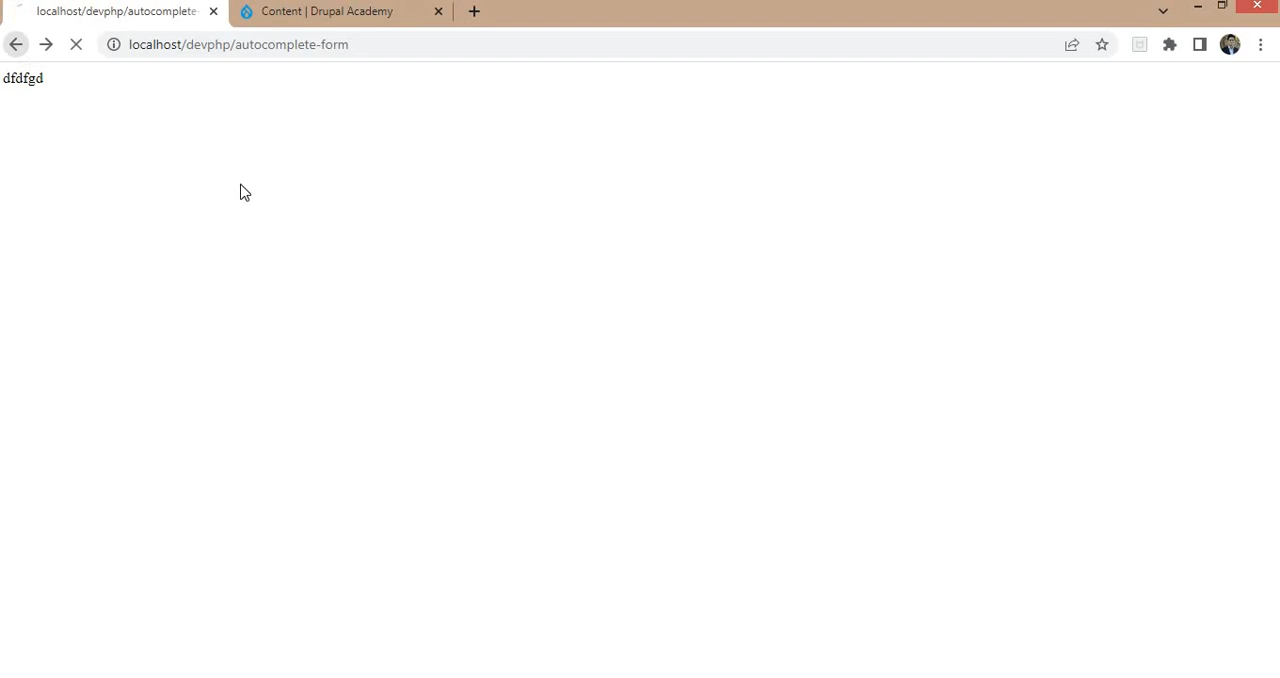 localhost/devphp/autocomplete-
Content | Drupal Academy
localhost/devphp/autocomplete-form
dfdfgd